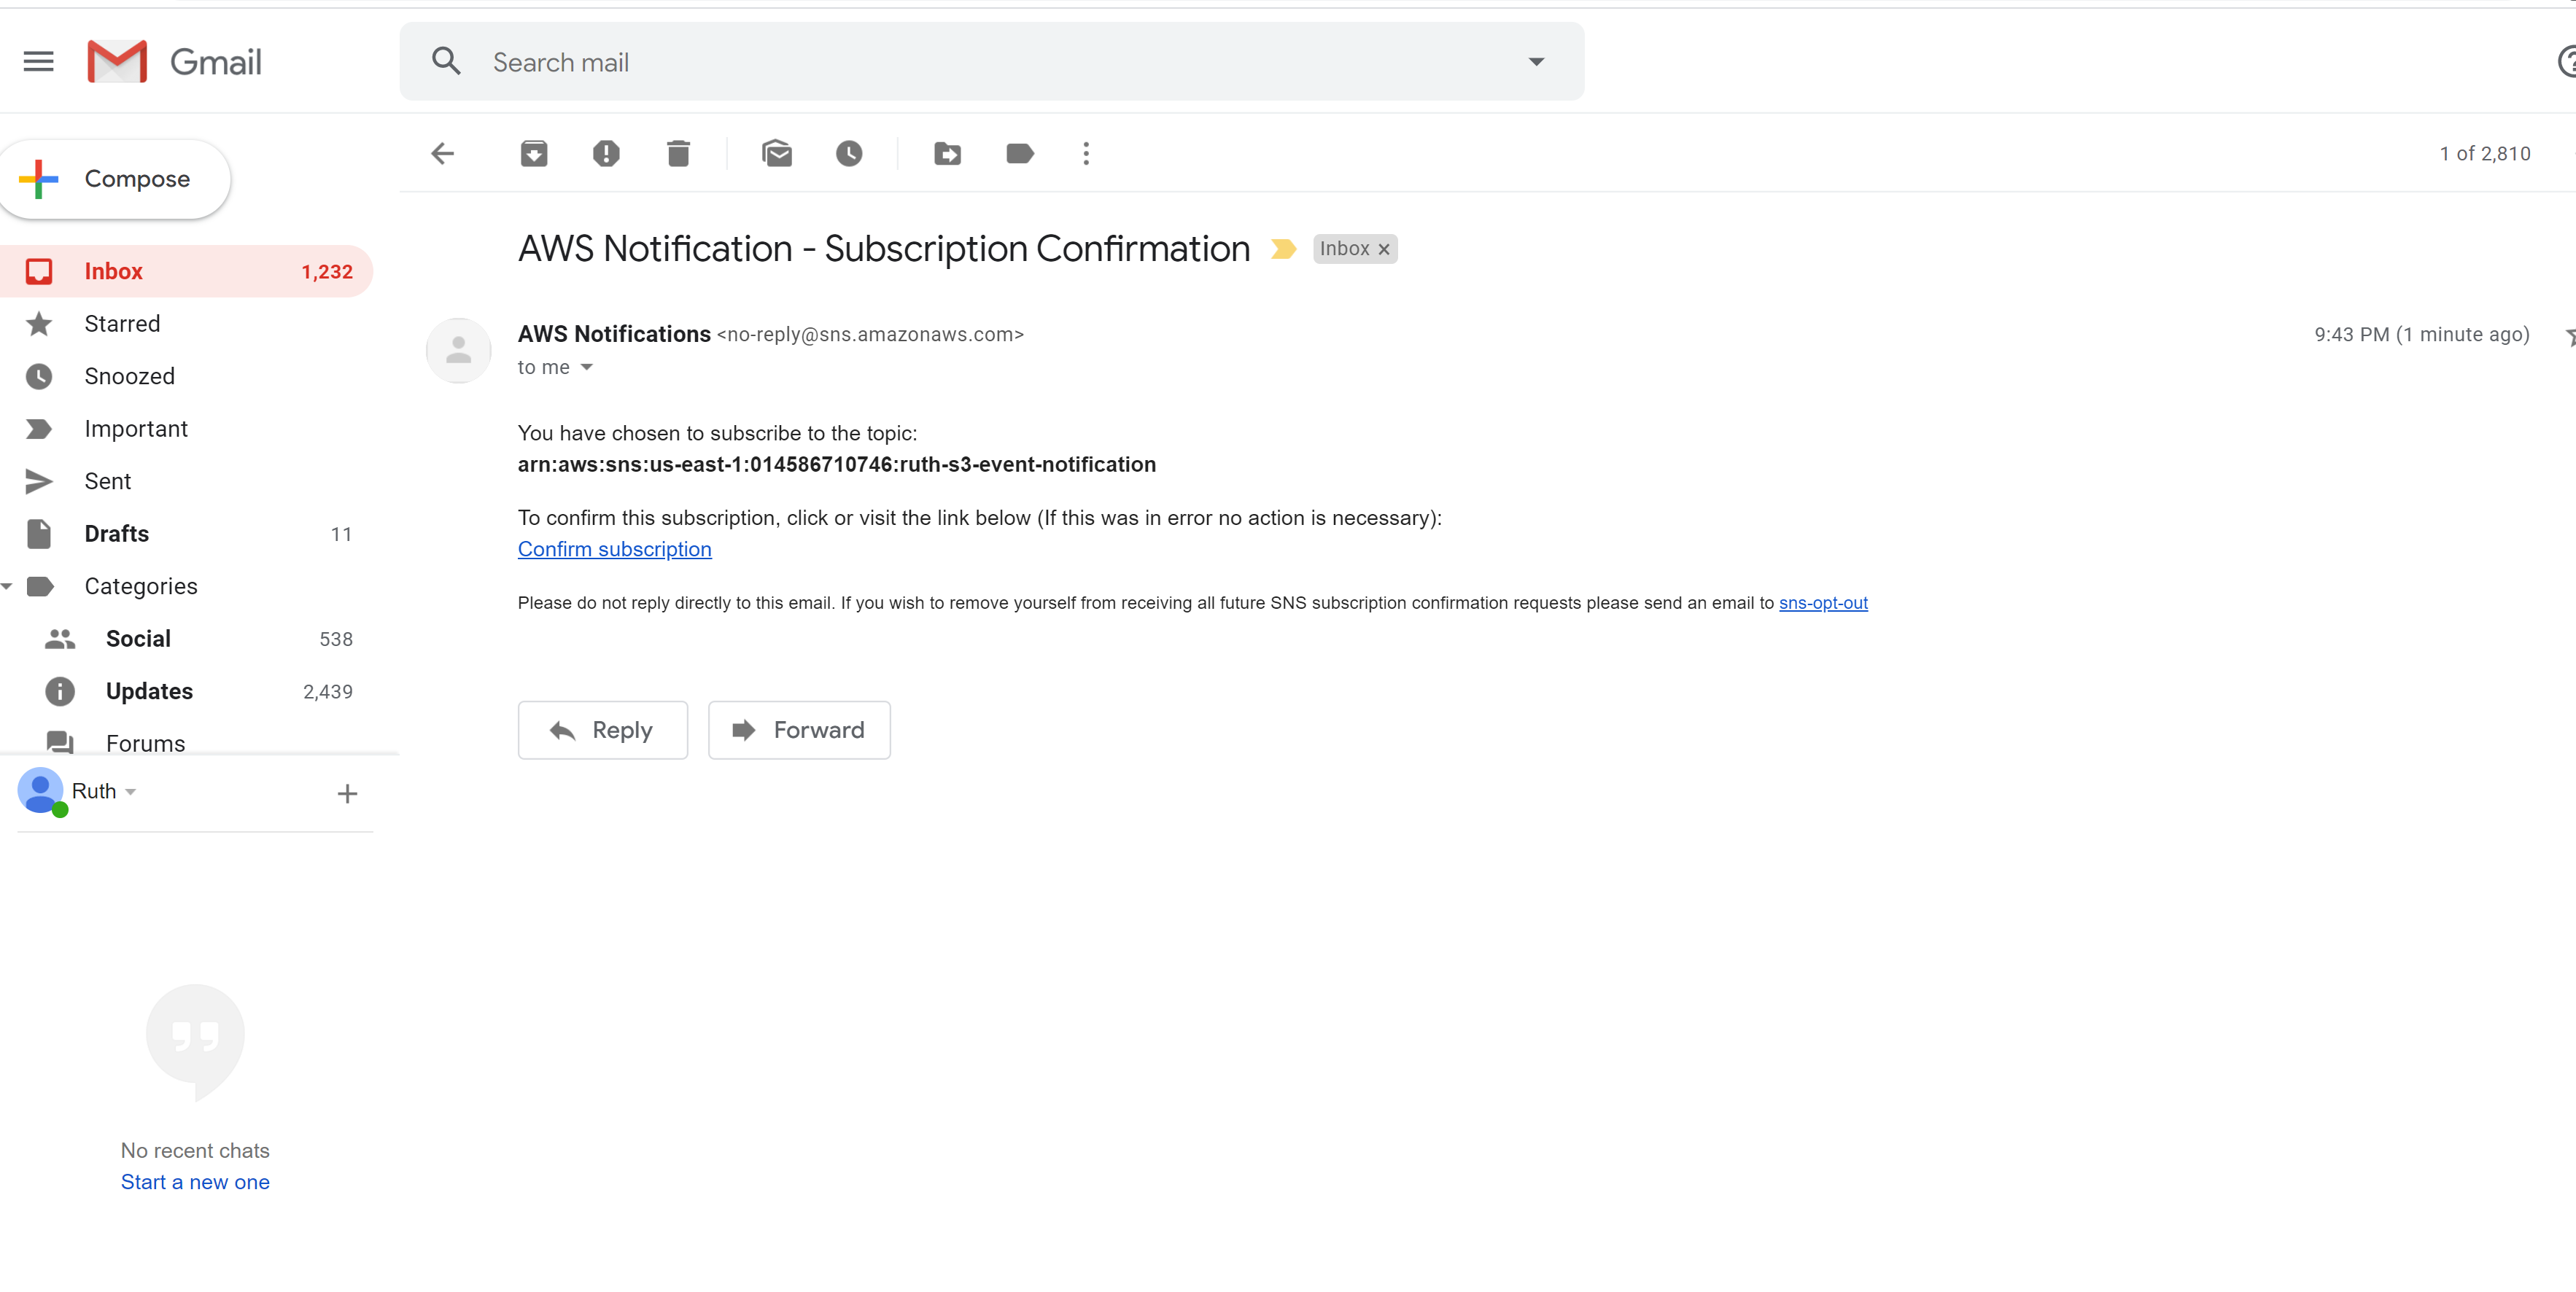 Gmail
Search mail
Compose
1 of 2,810
Inbox 1,232
Starred
Snoozed
Important
Sent
Drafts 11
Categories
Social 538
Updates 2,439
Forums
Ruth
No recent chats
Start a new one
AWS Notification - Subscription Confirmation Inbox x
AWS Notifications <no-reply@sns.amazonaws.com> 9:43 PM (1 minute ago)
to me
You have chosen to subscribe to the topic:
arn:aws:sns:us-east-1:014586710746:ruth-s3-event-notification
To confirm this subscription, click or visit the link below (If this was in error no action is necessary):
Confirm subscription
Please do not reply directly to this email. If you wish to remove yourself from receiving all future SNS subscription confirmation requests please send an email to sns-opt-out
Reply Forward